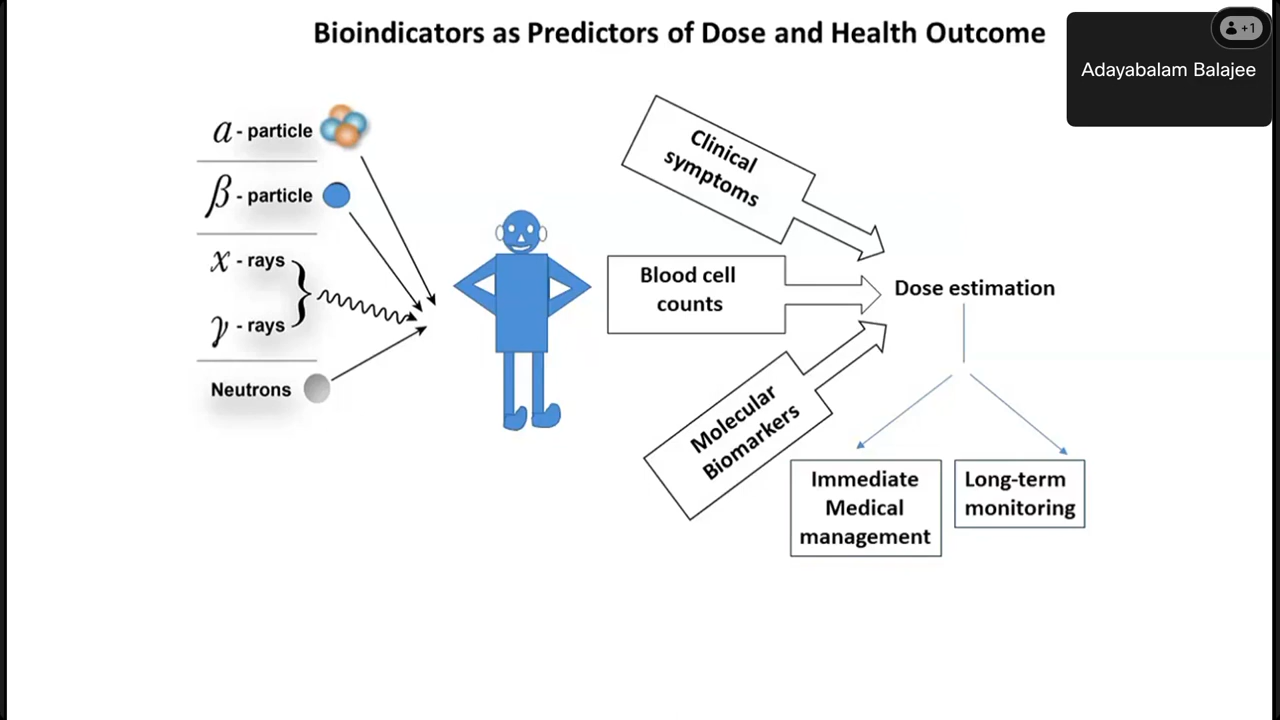 Bioindicators as Predictors of Dose and Health Outcome
+1
Adayabalam Balajee
α - particle
β - particle
x - rays
γ - rays
Neutrons
Clinical
symptoms
Blood cell
counts
Molecular
Biomarkers
Dose estimation
Immediate
Medical
management
Long-term
monitoring